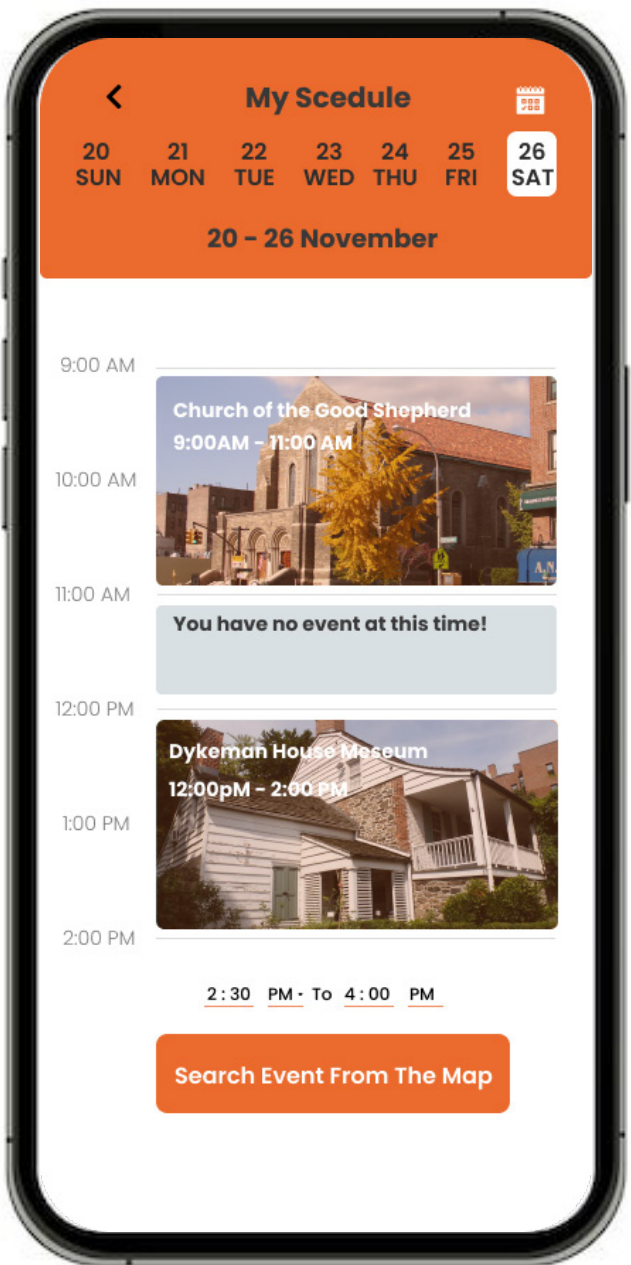 My Scedule
20 21 22 23 24 25 26
SUN MON TUE WED THU FRI SAT
20 - 26 November
9:00 AM
Church of the Good Shepherd
9:00AM - 11:00 AM
10:00 AM
A.N.
11:00 AM
You have no event at this time!
12:00 PM
Dykeman House Meseum
12:00pM - 2:00 PM
1:00 PM
2:00 PM
2 : 30 PM · To 4 : 00 PM
Search Event From The Map